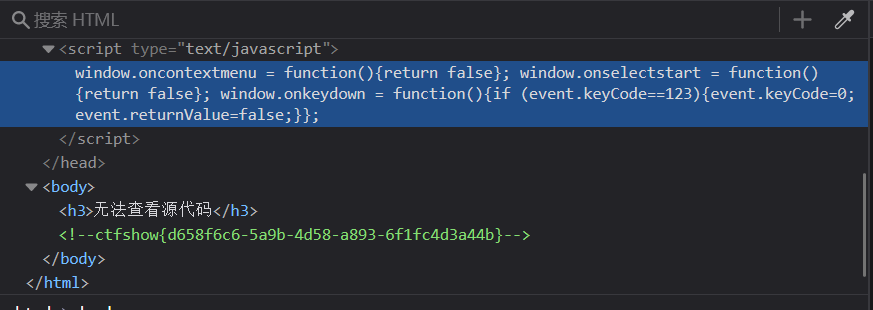 搜索 HTML
<script type="text/javascript">
window.oncontextmenu = function(){return false}; window.onselectstart = function()
{return false}; window.onkeydown = function(){if (event.keyCode==123){event.keyCode=0;
event.returnValue=false;}};
</script>
</head>
<body>
<h3>无法查看源代码</h3>
<!--ctfshow{d658f6c6-5a9b-4d58-a893-6f1fc4d3a44b}-->
</body>
</html>